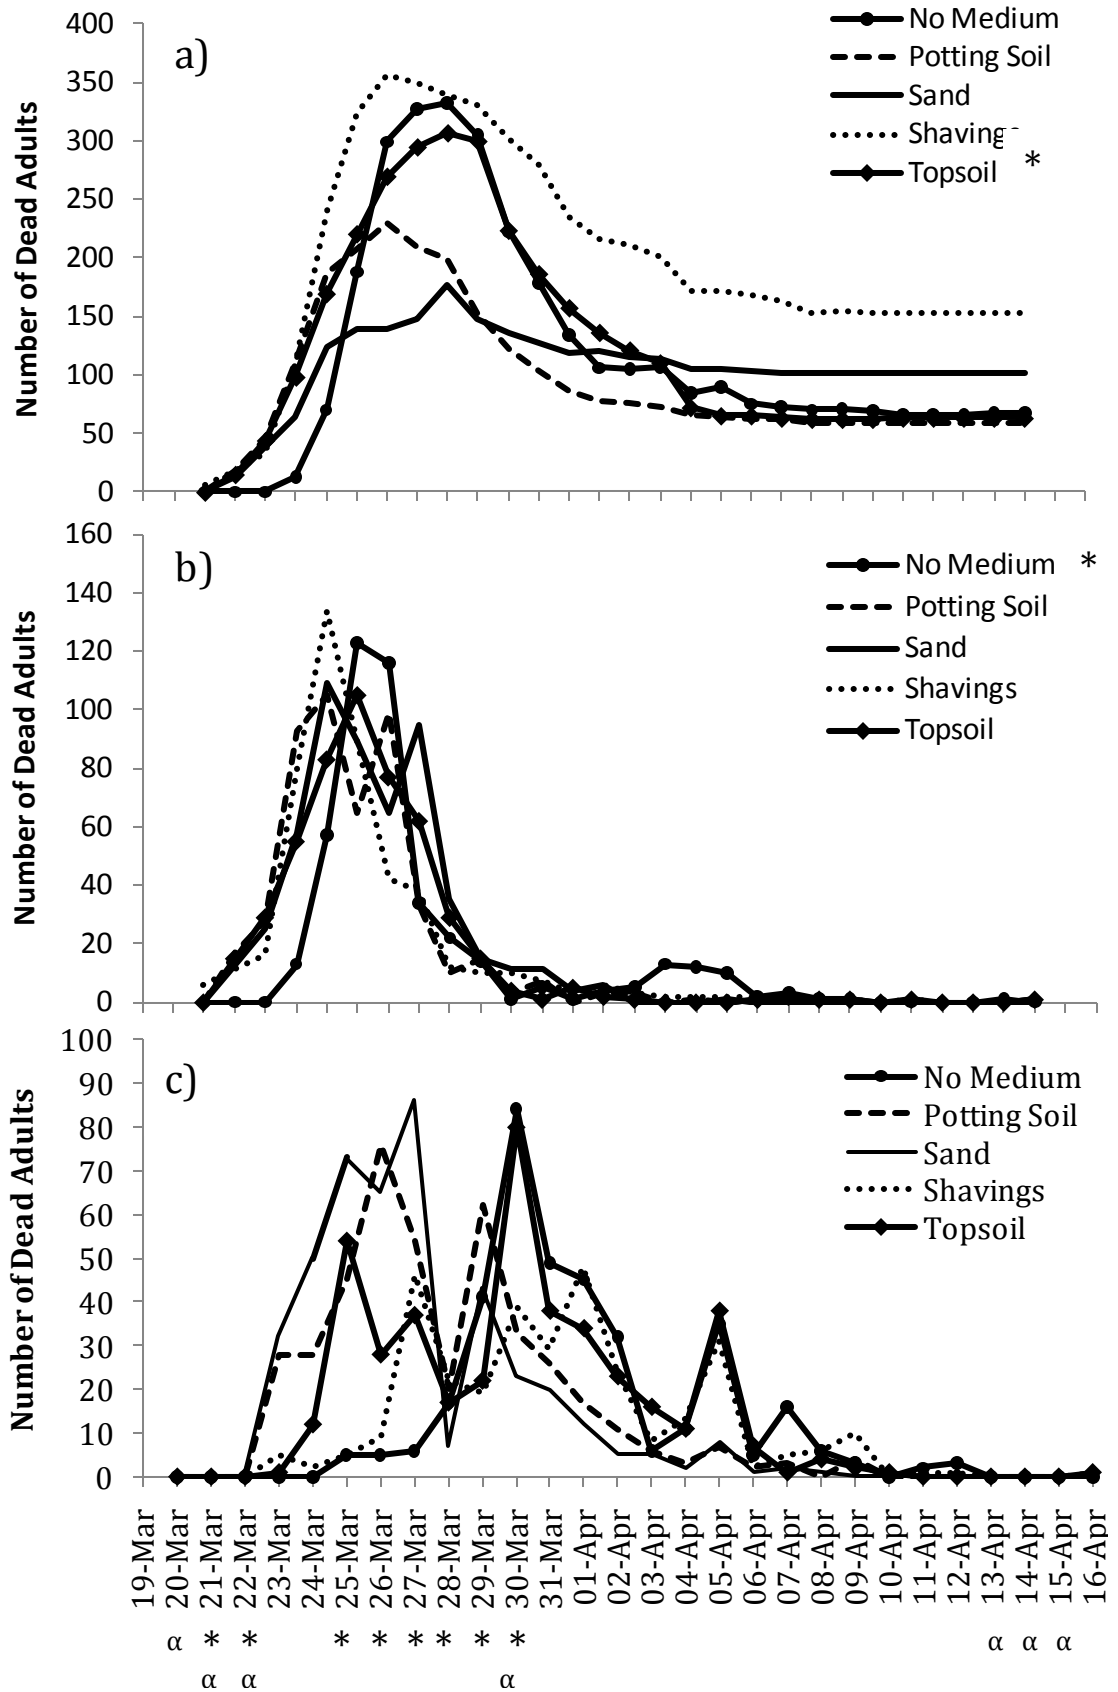 a)
Number of Dead Adults
400
350
300
250
200
150
100
50
0
No Medium
Potting Soil
Sand
Shavings
Topsoil *
b)
Number of Dead Adults
160
140
120
100
80
60
40
20
0
No Medium *
Potting Soil
Sand
Shavings
Topsoil
c)
Number of Dead Adults
100
90
80
70
60
50
40
30
20
10
0
No Medium
Potting Soil
Sand
Shavings
Topsoil
19-Mar
20-Mar
21-Mar
22-Mar
23-Mar
24-Mar
25-Mar
26-Mar
27-Mar
28-Mar
29-Mar
30-Mar
31-Mar
01-Apr
02-Apr
03-Apr
04-Apr
05-Apr
06-Apr
07-Apr
08-Apr
09-Apr
10-Apr
11-Apr
12-Apr
13-Apr
14-Apr
15-Apr
16-Apr
α * * * * * * * * α α α
α α α